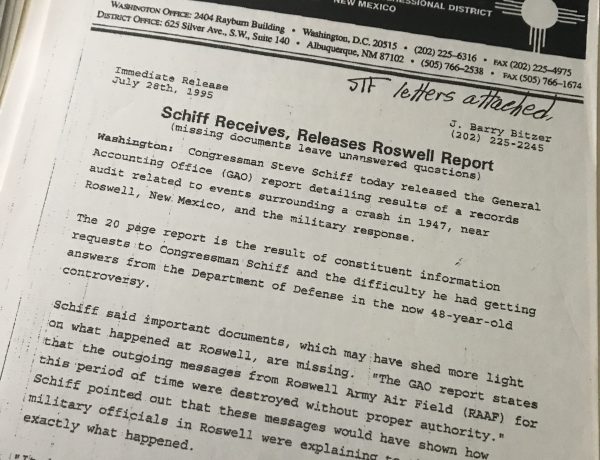 ESSIONAL DISTRICT
NEW MEXICO
WASHINGTON OFFICE: 2404 Rayburn Building • Washington, D.C. 20515 • (202) 225-6316 • FAX (202) 225-4975
DISTRICT OFFICE: 625 Silver Ave., S.W., Suite 140 • Albuquerque, NM 87102 • (505) 766-2538 • FAX (505) 766-1674
Immediate Release
July 28th, 1995
letters attached.
J. Barry Bitzer
(202) 225-2245
Schiff Receives, Releases Roswell Report
(missing documents leave unanswered questions)
Washington: Congressman Steve Schiff today released the General
Accounting Office (GAO) report detailing results of a records
audit related to events surrounding a crash in 1947, near
Roswell, New Mexico, and the military response.
The 20 page report is the result of constituent information
requests to Congressman Schiff and the difficulty he had getting
answers from the Department of Defense in the now 48-year-old
controversy.
Schiff said important documents, which may have shed more light
on what happened at Roswell, are missing. "The GAO report states
that the outgoing messages from Roswell Army Air Field (RAAF) for
this period of time were destroyed without proper authority."
Schiff pointed out that these messages would have shown how
military officials in Roswell were explaining to
exactly what happened.